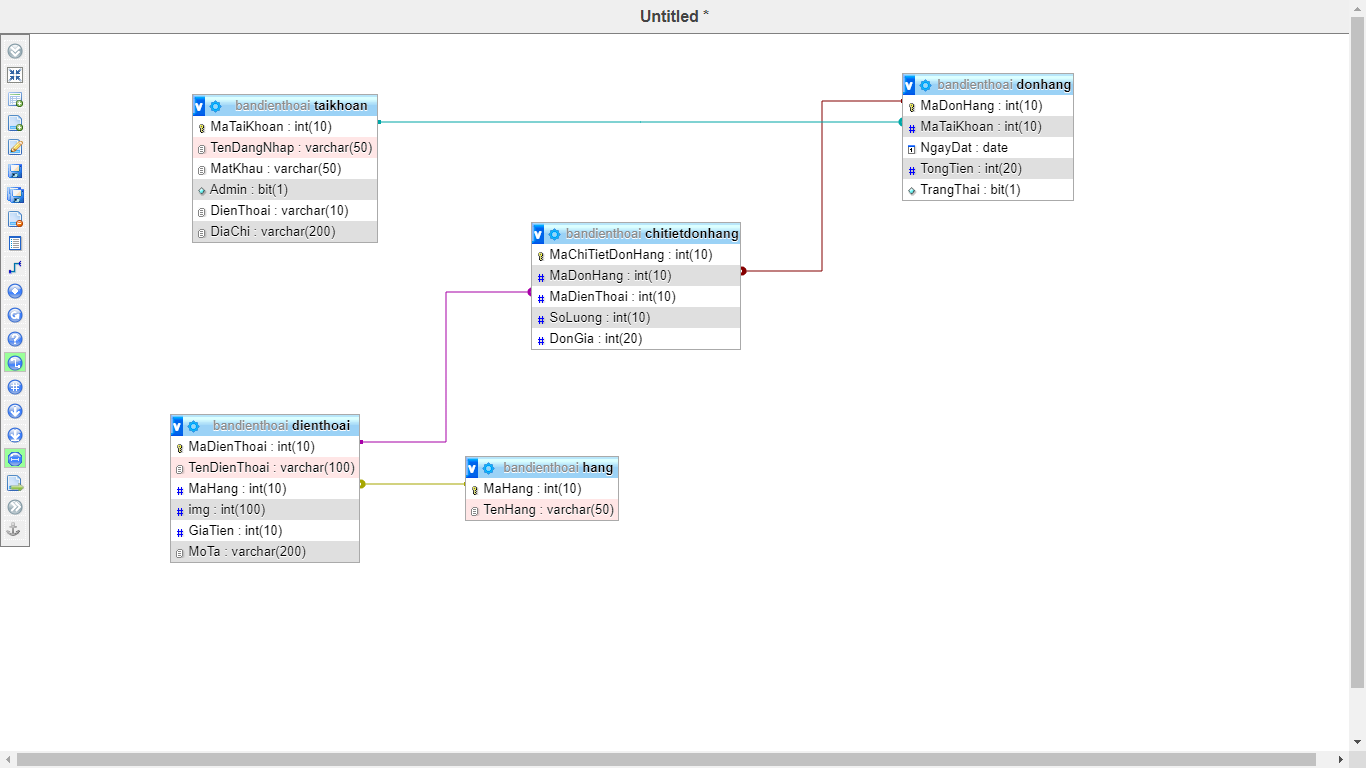 Untitled *
bandienthoai taikhoan
MaTaiKhoan : int(10)
TenDangNhap : varchar(50)
MatKhau : varchar(50)
Admin : bit(1)
DienThoai : varchar(10)
DiaChi : varchar(200)
bandienthoai donhang
MaDonHang : int(10)
MaTaiKhoan : int(10)
NgayDat : date
TongTien : int(20)
TrangThai : bit(1)
bandienthoai chitietdonhang
MaChiTietDonHang : int(10)
MaDonHang : int(10)
MaDienThoai : int(10)
SoLuong : int(10)
DonGia : int(20)
bandienthoai dienthoai
MaDienThoai : int(10)
TenDienThoai : varchar(100)
MaHang : int(10)
img : int(100)
GiaTien : int(10)
MoTa : varchar(200)
bandienthoai hang
MaHang : int(10)
TenHang : varchar(50)